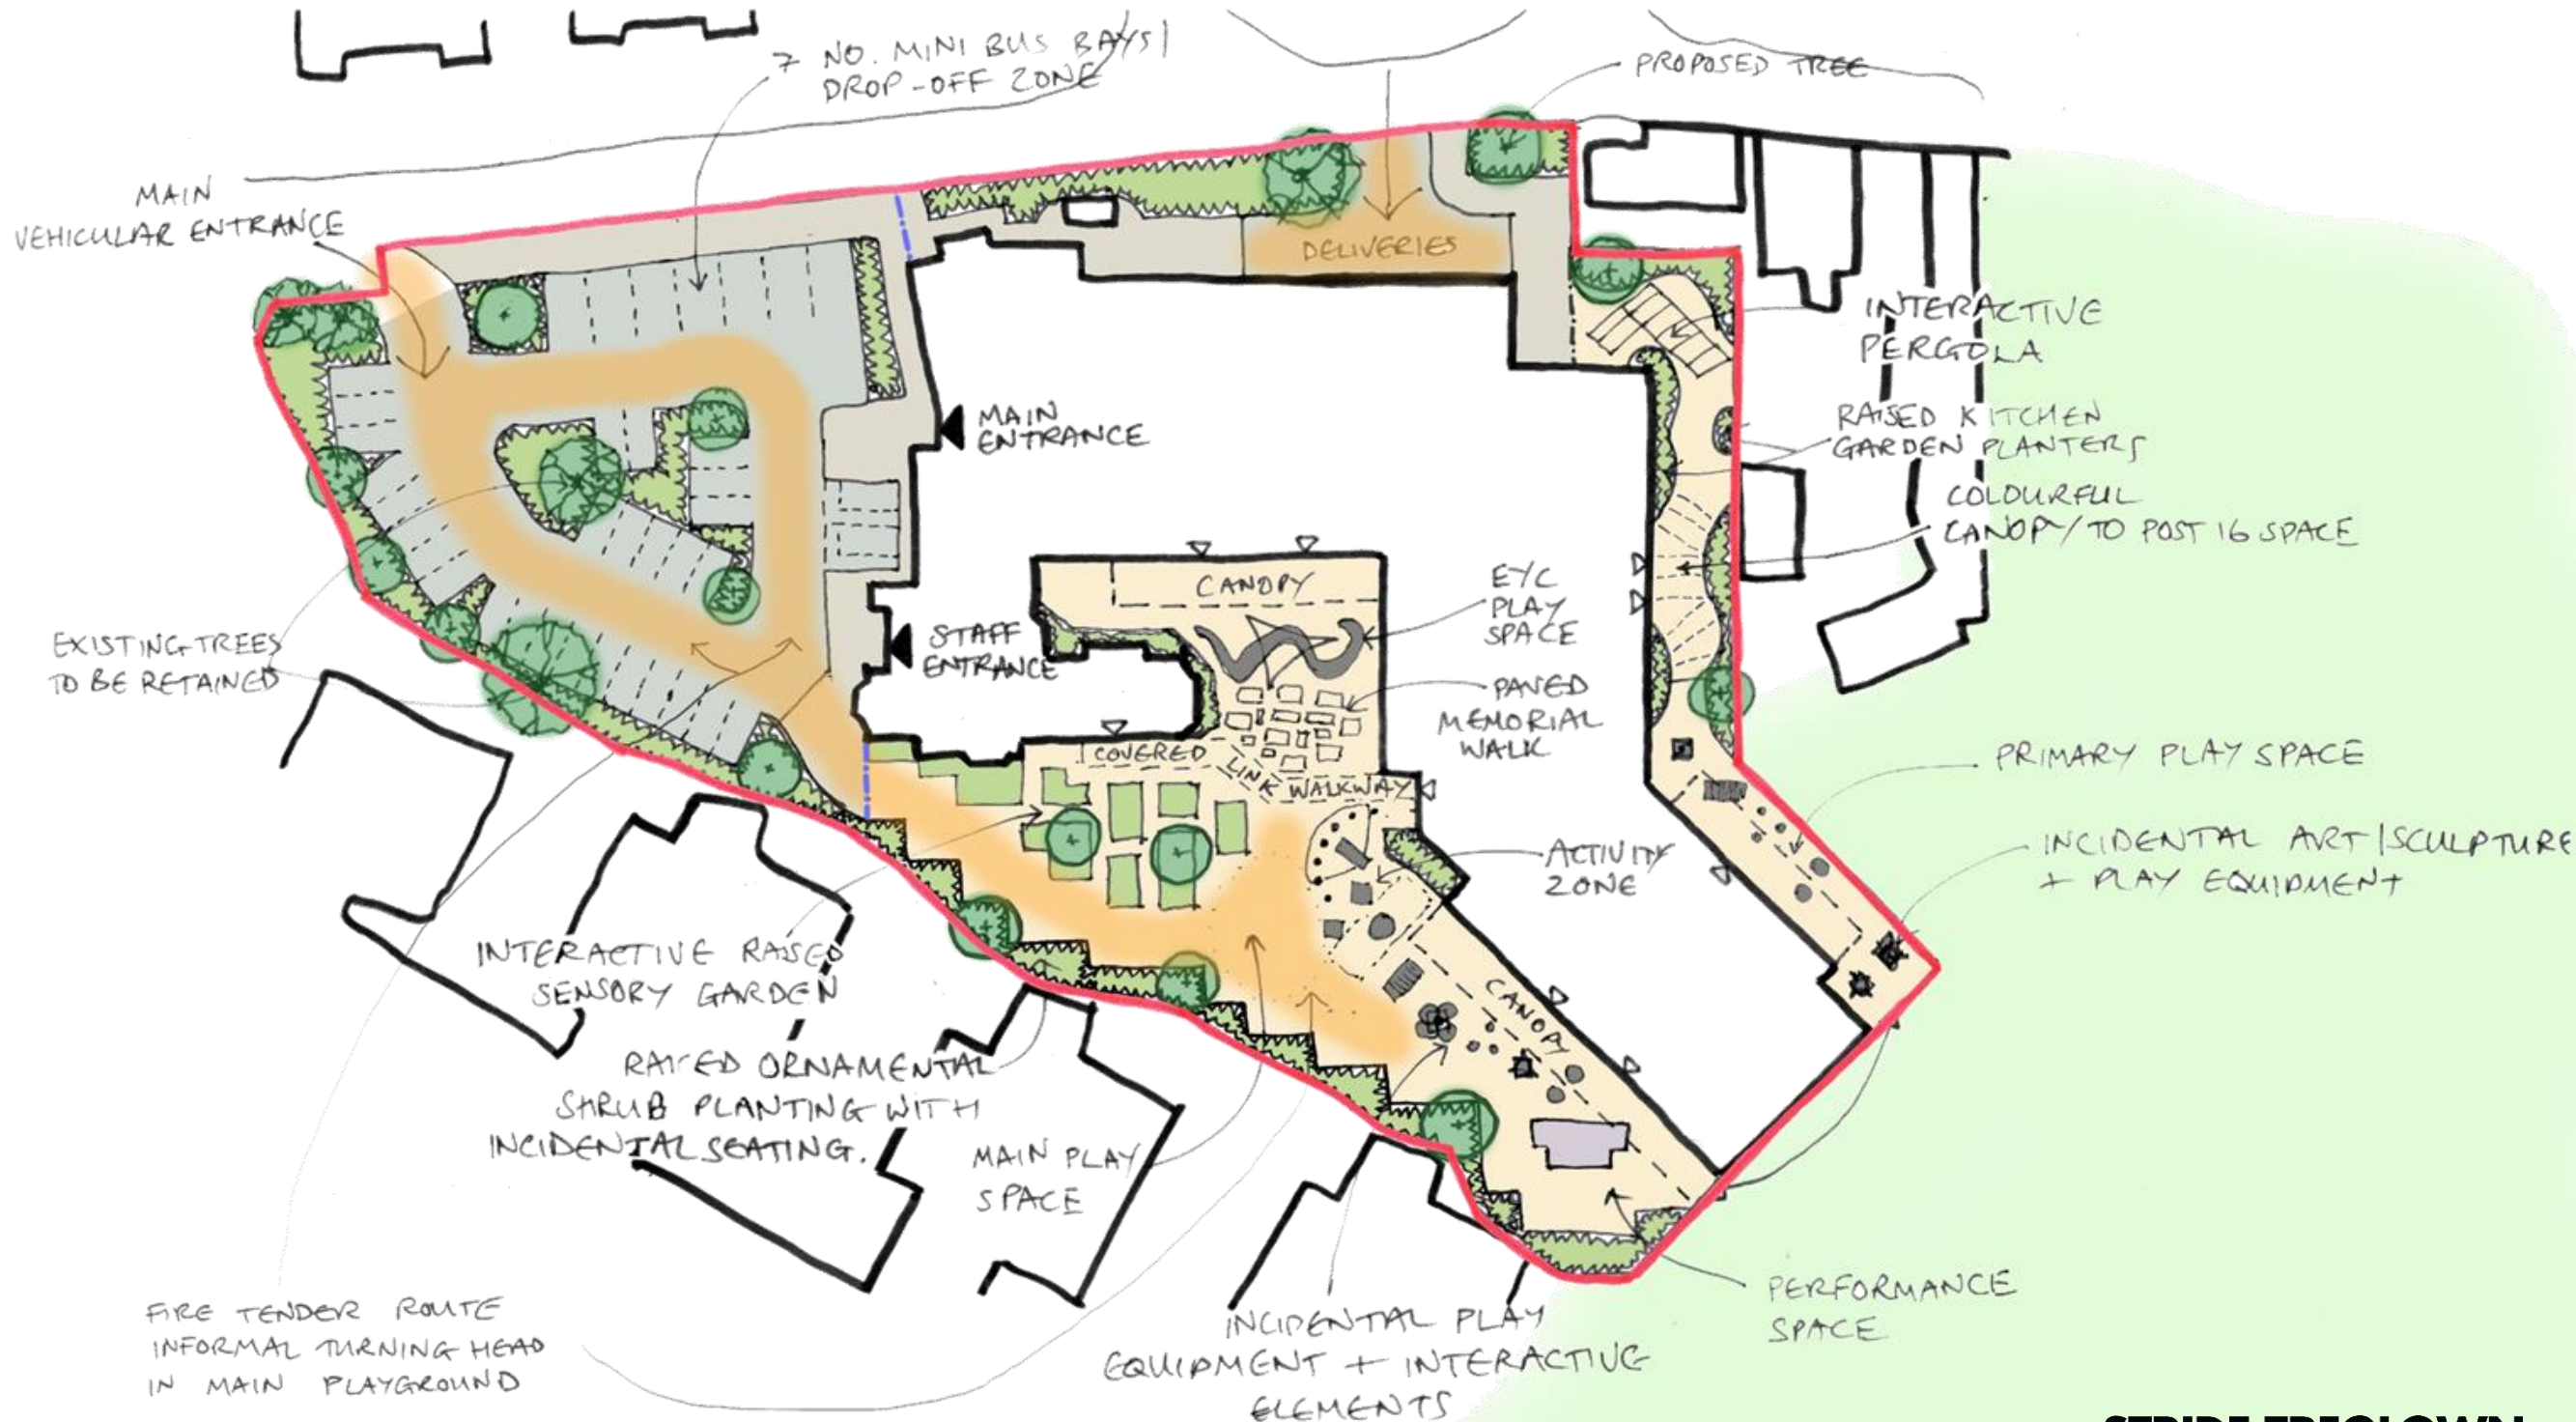 7 NO. MINI BUS BAYS/
DROP-OFF ZONE
PROPOSED TREE
MAIN
VEHICULAR ENTRANCE
DELIVERIES
INTERACTIVE
PERGOLA
MAIN
ENTRANCE
RAISED KITCHEN
GARDEN PLANTERS
COLOURFUL
CANOPY TO POST 16 SPACE
CANOPY
EYC
PLAY
SPACE
STAFF
ENTRANCE
EXISTING TREES
TO BE RETAINED
PAVED
MEMORIAL
WALK
COVERED
LINK WALKWAY
PRIMARY PLAY SPACE
INCIDENTAL ART/SCULPTURE
+ PLAY EQUIPMENT
ACTIVITY
ZONE
INTERACTIVE RAISED
SENSORY GARDEN
CANOPY
RAISED ORNAMENTAL
SHRUB PLANTING WITH
INCIDENTAL SEATING.
MAIN PLAY
SPACE
PERFORMANCE
SPACE
FIRE TENDER ROUTE
INFORMAL TURNING HEAD
IN MAIN PLAYGROUND
INCIDENTAL PLAY
EQUIPMENT + INTERACTIVE
ELEMENTS